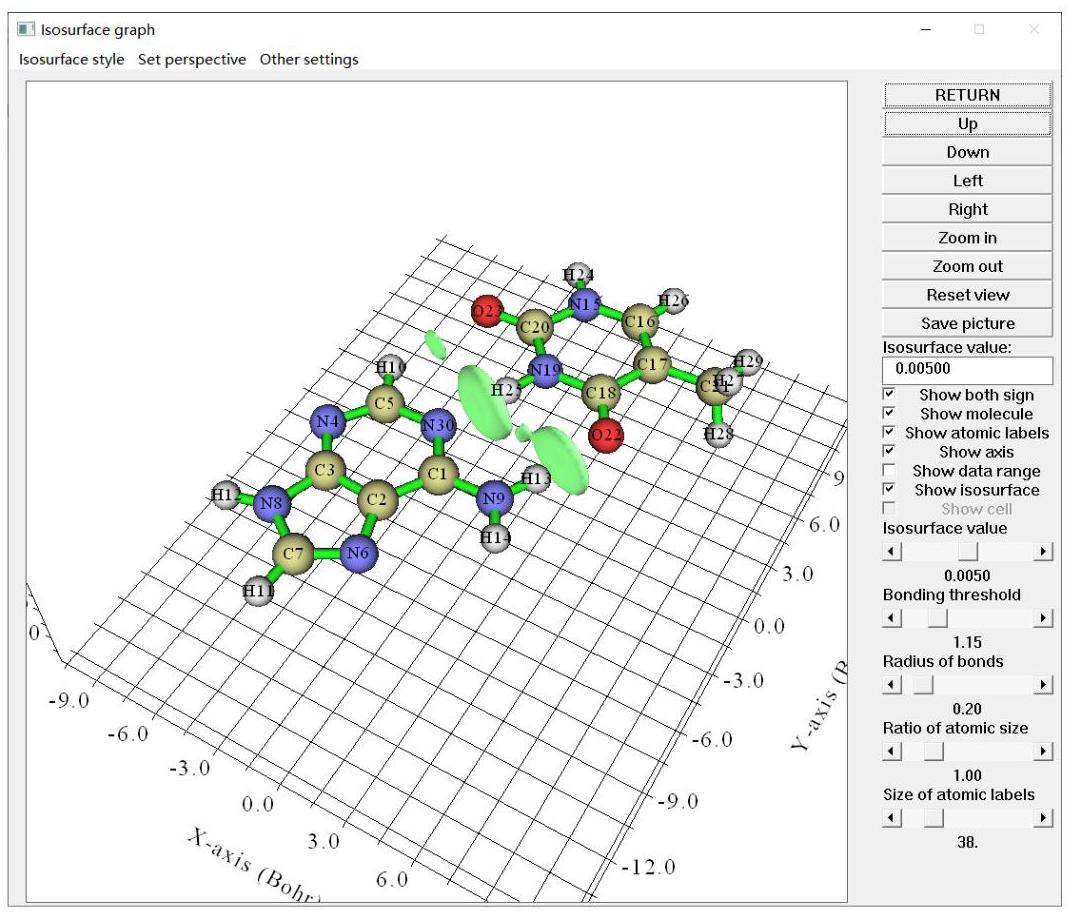 Isosurface graph
Isosurface style Set perspective Other settings
RETURN
Up
Down
Left
Right
Zoom in
Zoom out
Reset view
Save picture
Isosurface value:
0.00500
Show both sign
Show molecule
Show atomic labels
Show axis
Show data range
Show isosurface
Show cell
Isosurface value
0.0050
Bonding threshold
1.15
Radius of bonds
0.20
Ratio of atomic size
1.00
Size of atomic labels
38.
H24
O23
N15
H26
C20
C16
H10
N19
C17
H29
H27
H25
C18
C5
N4
N30
O22
H28
C3
C1
H13
H12
N8
C2
N9
H14
C7
N6
H11
9
6.0
3.0
0.0
-3.0
-6.0
-9.0
-12.0
Y-axis (B
0
-9.0
-6.0
-3.0
0.0
3.0
6.0
X-axis (Bohr